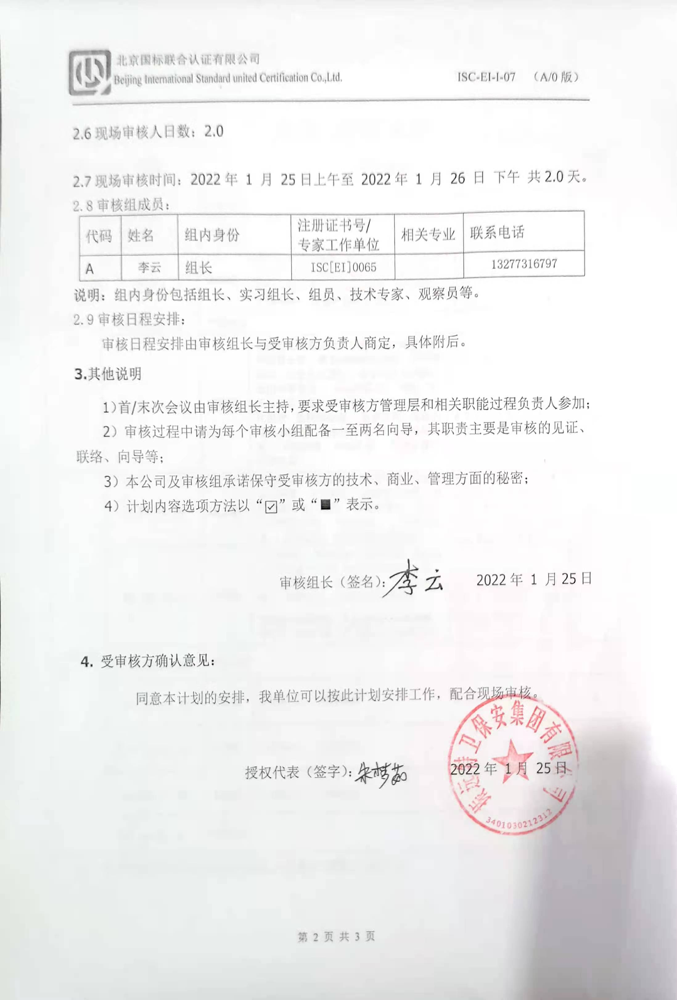 北京国标联合认证有限公司
Beijing International Standard united Certification Co.,Ltd.
ISC-EI-I-07 （A/0 版）
2.6 现场审核人日数：2.0
2.7 现场审核时间：2022 年 1 月 25 日上午至 2022 年 1 月 26 日 下午 共 2.0 天。
2.8 审核组成员：
代码 姓名 组内身份 注册证书号/ 专家工作单位 相关专业 联系电话
A 李云 组长 ISC[EI]0065 13277316797
说明：组内身份包括组长、实习组长、组员、技术专家、观察员等。
2.9 审核日程安排：
审核日程安排由审核组长与受审核方负责人商定，具体附后。
3.其他说明
1)首/末次会议由审核组长主持，要求受审核方管理层和相关职能过程负责人参加；
2）审核过程中请为每个审核小组配备一至两名向导，其职责主要是审核的见证、
联络、向导等；
3）本公司及审核组承诺保守受审核方的技术、商业、管理方面的秘密；
4）计划内容选项方法以“☑”或“■”表示。
审核组长（签名）：李云 2022 年 1 月 25 日
4. 受审核方确认意见：
同意本计划的安排，我单位可以按此计划安排工作，配合现场审核。
授权代表（签字）： 2022 年 1 月 25 日
振远特卫保安集团有限公司
3401030212312
第 2 页 共 3 页